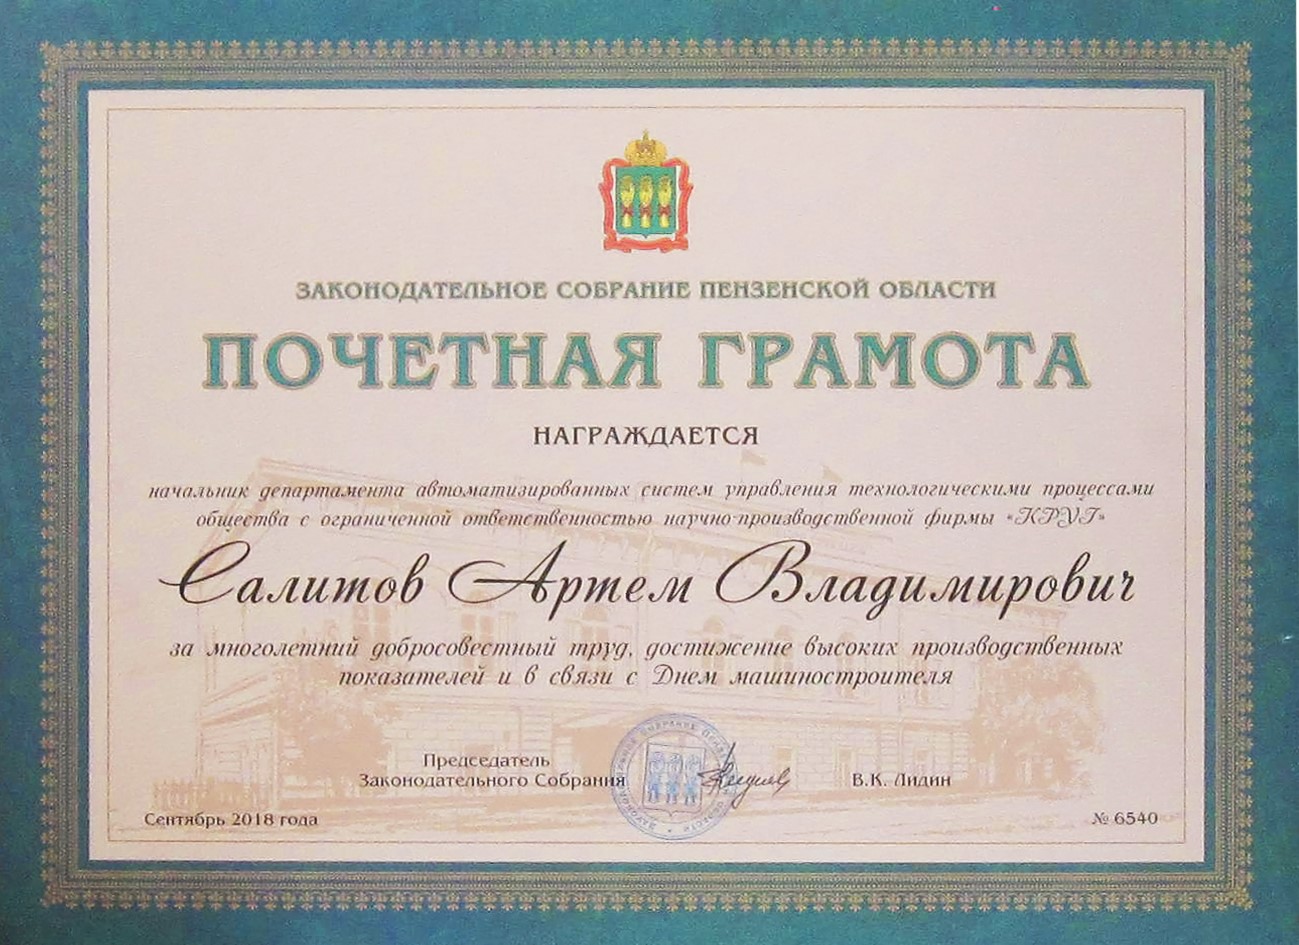 ЗАКОНОДАТЕЛЬНОЕ СОБРАНИЕ ПЕНЗЕНСКОЙ ОБЛАСТИ
ПОЧЕТНАЯ ГРАМОТА
НАГРАЖДАЕТСЯ
начальник департамента автоматизированных систем управления технологическими процессами
общества с ограниченной ответственностью научно-производственной фирмы «КРУГ»
Салитов Артем Владимирович
за многолетний добросовестный труд, достижение высоких производственных
показателей и в связи с Днем машиностроителя
Председатель
Законодательного Собрания
В.К. Лидин
Сентябрь 2018 года
№ 6540